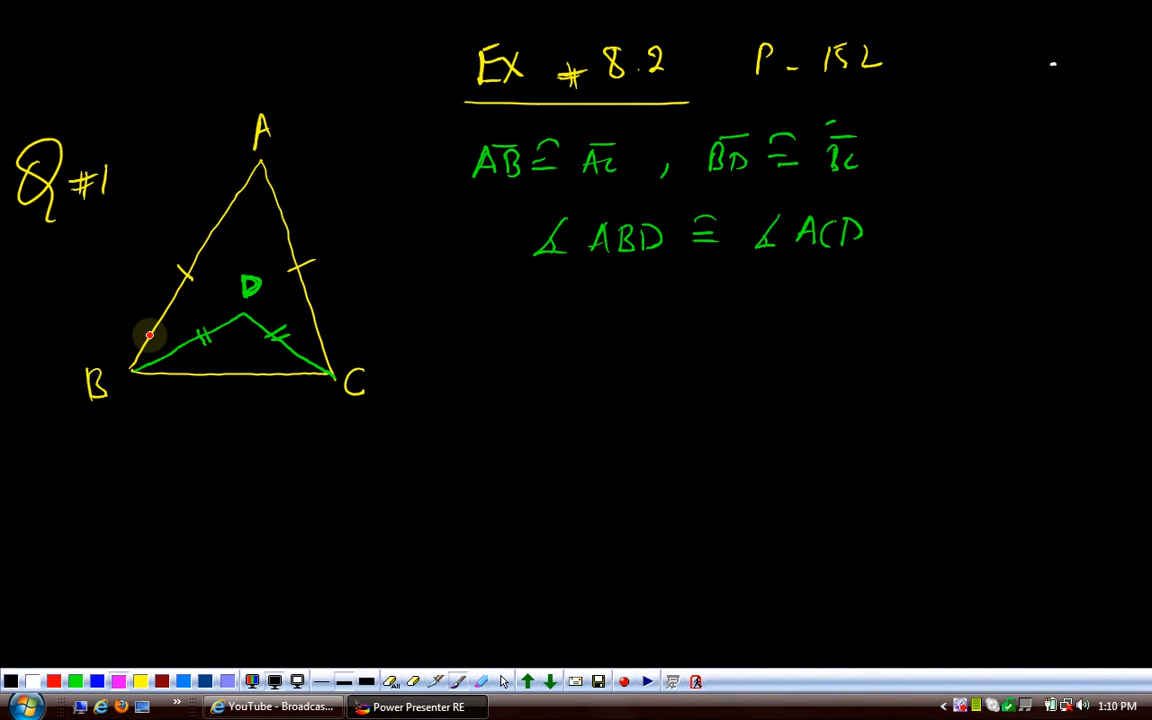 Ex # 8.2 P - 152
Q #1
A
AB ≅ AC , BD ≅ BC
∡ ABD ≅ ∡ ACD
D
B
C
YouTube - Broadcas...
Power Presenter RE
1:10 PM